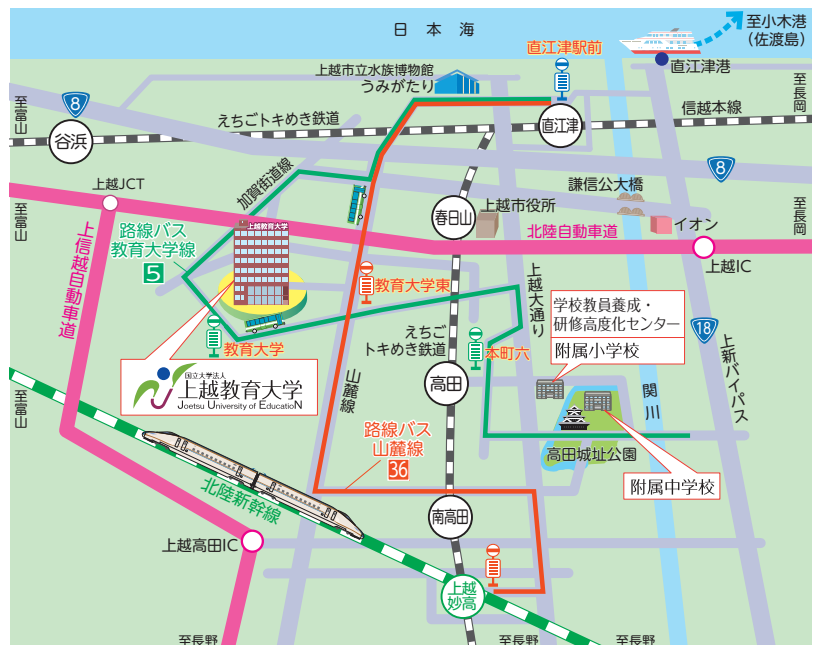 日本海
至小木港
(佐渡島)
直江津駅前
直江津港
上越市立水族博物館
うみがたり
至富山
8
至長岡
えちごトキめき鉄道
信越本線
谷浜
直江津
加賀街道線
8
上越JCT
謙信公大橋
至富山
春日山
上越市役所
イオン
至長岡
路線バス
教育大学線
5
上越教育大学
北陸自動車道
上越IC
上信越自動車道
教育大学東
上越大通り
学校教員養成・
研修高度化センター
附属小学校
18
教育大学
えちご
トキめき鉄道
本町六
国立大学法人
上越教育大学
Joetsu University of EducatioN
山麓線
高田
関川
上新バイパス
至富山
路線バス
山麓線
36
高田城址公園
附属中学校
北陸新幹線
南高田
上越高田IC
上越
妙高
至長野
至長野
至長野